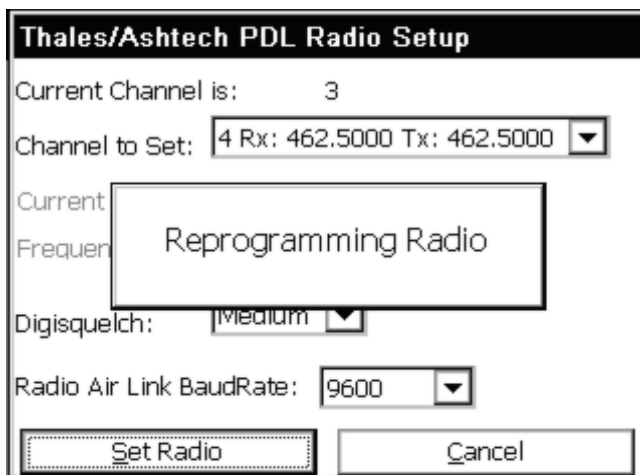 Thales/Ashtech PDL Radio Setup
Current Channel is: 3
Channel to Set: 4 Rx: 462.5000 Tx: 462.5000
Current
Reprogramming Radio
Digisquelch: Medium
Radio Air Link BaudRate: 9600
Set Radio Cancel